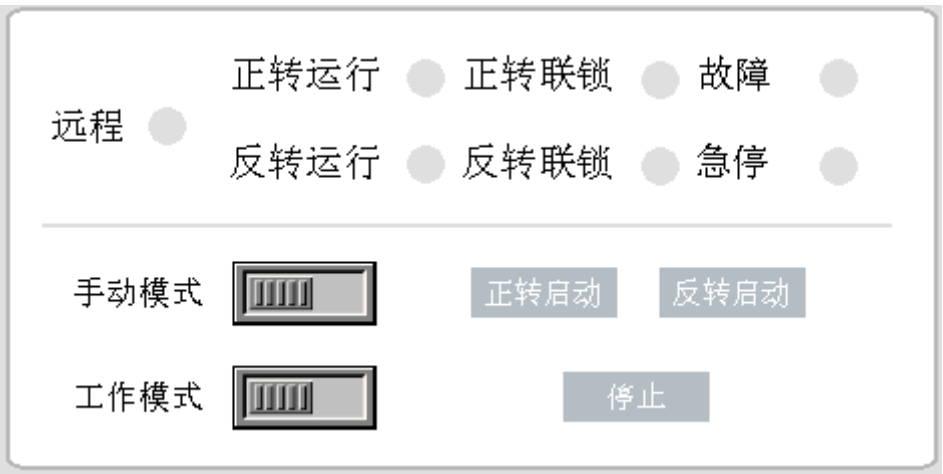 正转运行 正转联锁 故障
远程
反转运行 反转联锁 急停
手动模式 正转启动 反转启动
工作模式 停止